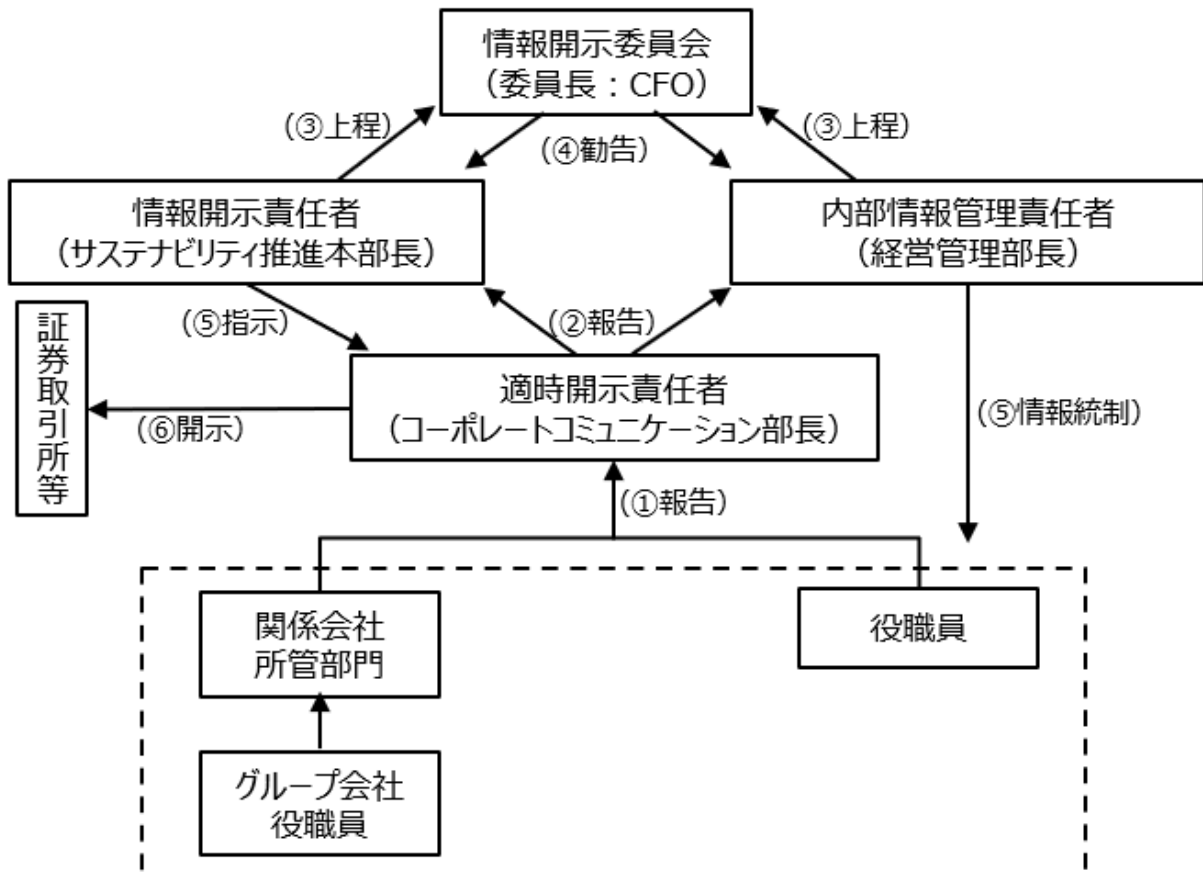 情報開示委員会
(委員長:CFO)
(③上程)
(③上程)
(④勧告)
情報開示責任者
(サステナビリティ推進本部長)
内部情報管理責任者
(経営管理部長)
(⑤指示)
(②報告)
証券取引所等
適時開示責任者
(コーポレートコミュニケーション部長)
(⑥開示)
(⑤情報統制)
(①報告)
関係会社
所管部門
役職員
グループ会社
役職員